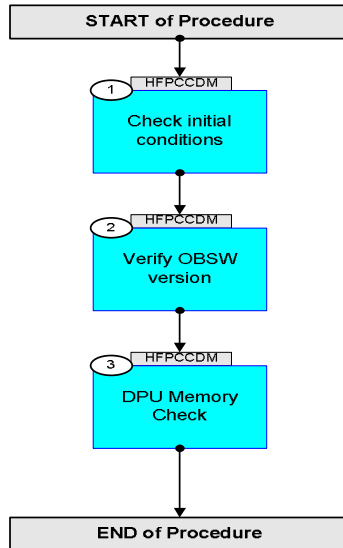 START of Procedure
HFPCCDM
1
Check initial
conditions
HFPCCDM
2
Verify OBSW
version
HFPCCDM
3
DPU Memory
Check
END of Procedure